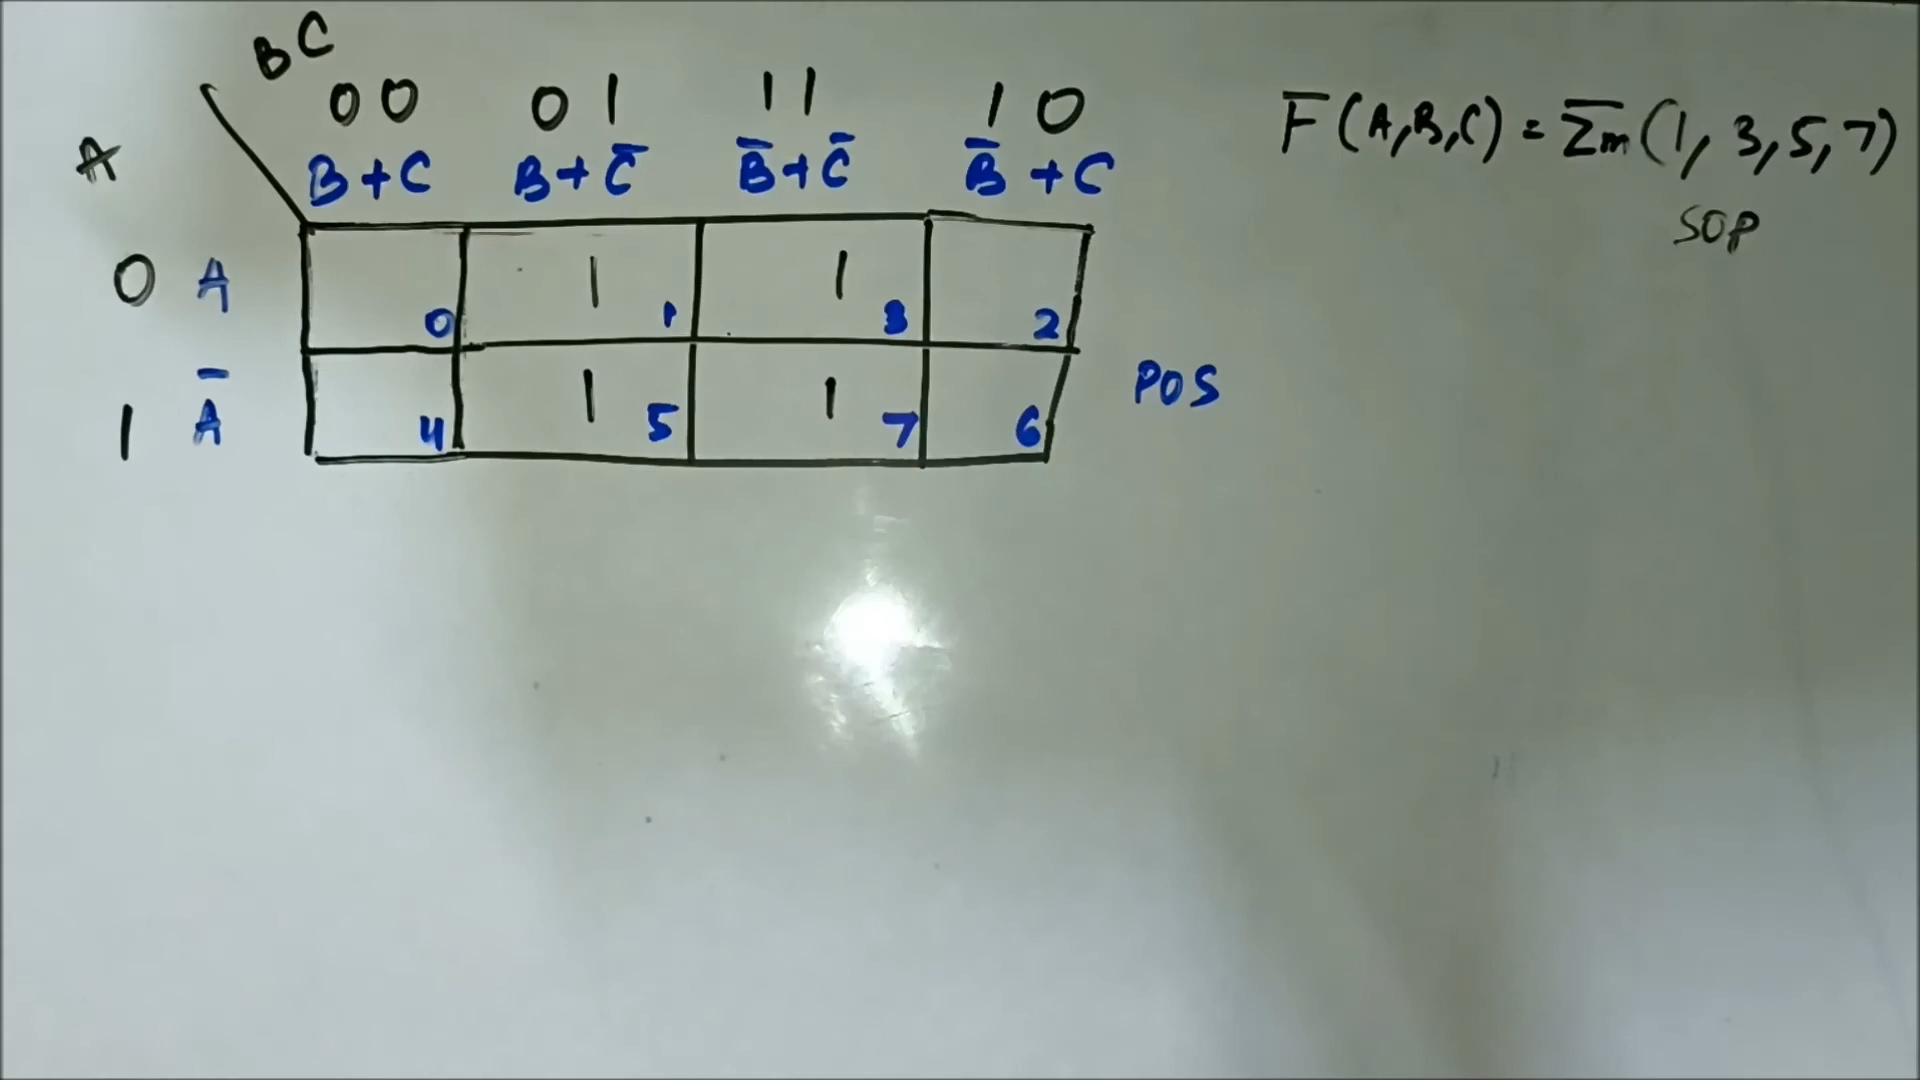 BC
00 01 11 10
A B+C B+C̅ B̅+C̅ B̅+C
0 A 1 1
0 1 3 2
1 A̅ 1 1
4 5 7 6
POS
F(A,B,C) = Σm(1, 3, 5, 7)
SOP